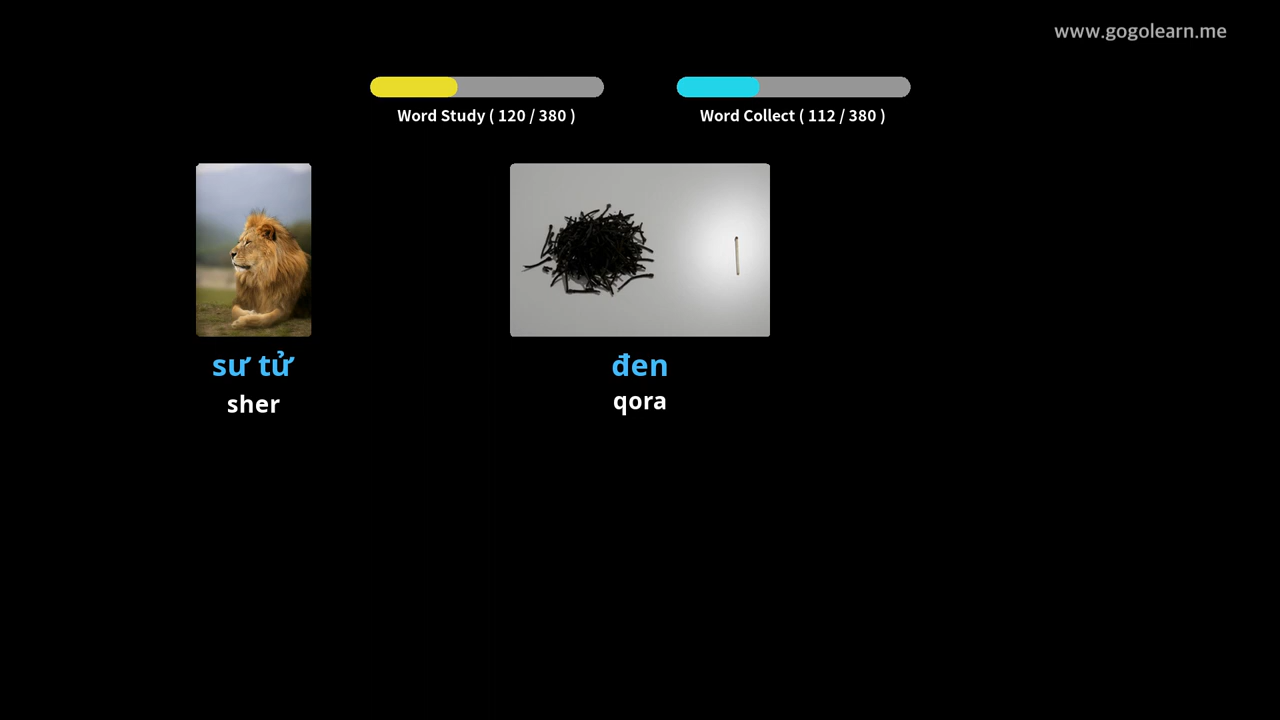 www.gogolearn.me
Word Study ( 120 / 380 )
Word Collect ( 112 / 380 )
sư tử
sher
đen
qora